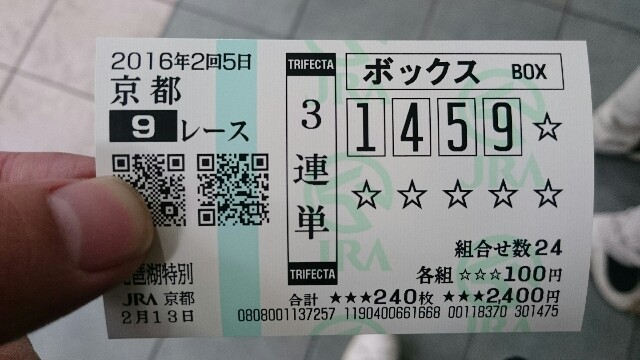 2016年2回5日
京都
9 レース
琶湖特別
JRA 京都
2月13日
TRIFECTA
3連単
TRIFECTA
ボックス BOX
1 4 5 9 ☆
☆ ☆ ☆ ☆ ☆
組合せ数24
各組 ☆☆☆100円
合計 ★★★240枚 ★★★2,400円
0808001137257 1190400661668 00118370 301475
JRA
JRA
JRA